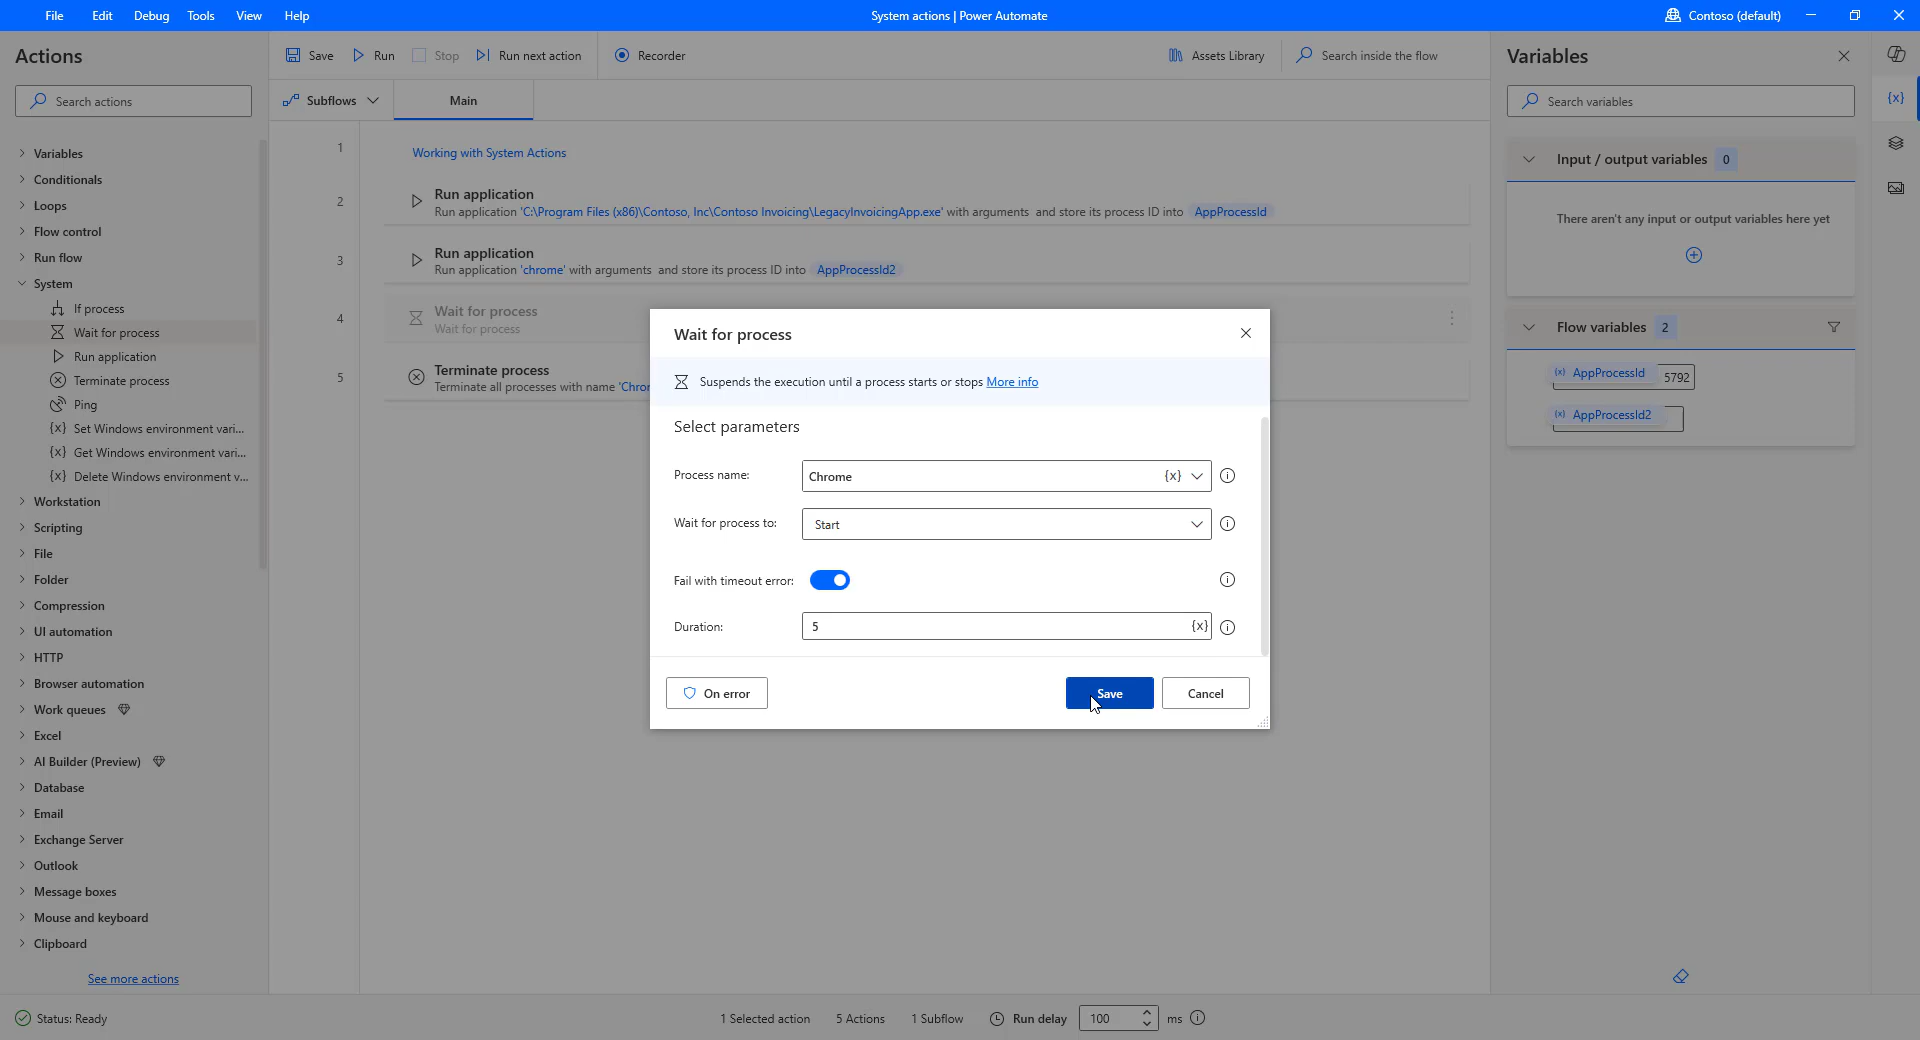 File Edit Debug Tools View Help
System actions | Power Automate
Contoso (default)
Actions
Search actions
Variables
Conditionals
Loops
Flow control
Run flow
System
If process
Wait for process
Run application
Terminate process
Ping
{x} Set Windows environment vari...
{x} Get Windows environment vari...
{x} Delete Windows environment v...
Workstation
Scripting
File
Folder
Compression
UI automation
HTTP
Browser automation
Work queues
Excel
AI Builder (Preview)
Database
Email
Exchange Server
Outlook
Message boxes
Mouse and keyboard
Clipboard
See more actions
Save Run Stop Run next action Recorder
Assets Library
Search inside the flow
Subflows
Main
1
Working with System Actions
2
Run application
Run application 'C:\Program Files (x86)\Contoso, Inc\Contoso Invoicing\LegacyInvoicingApp.exe' with arguments and store its process ID into AppProcessId
3
Run application
Run application 'chrome' with arguments and store its process ID into AppProcessId2
4
Wait for process
Wait for process
5
Terminate process
Terminate all processes with name 'Chro
Wait for process
Suspends the execution until a process starts or stops More info
Select parameters
Process name:
Chrome
{x}
Wait for process to:
Start
Fail with timeout error:
Duration:
5
{x}
On error
Save
Cancel
Variables
Search variables
Input / output variables 0
There aren't any input or output variables here yet
Flow variables 2
{x} AppProcessId 5792
{x} AppProcessId2
{x}
Status: Ready
1 Selected action
5 Actions
1 Subflow
Run delay
100
ms